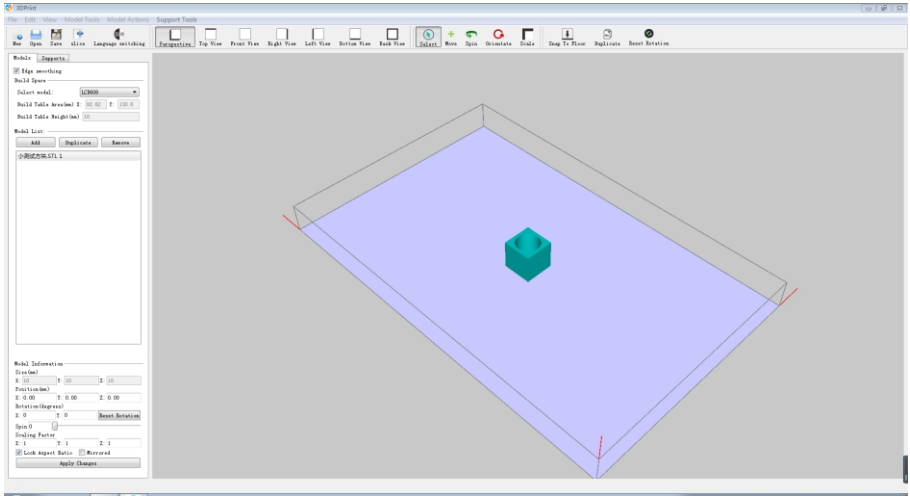 3DPrint
File Edit View Model Tools Model Actions Support Tools
New Open Save slice Language switching Perspective Top View Front View Right View Left View Bottom View Back View Select Move Spin Orientate Scale Snap To Floor Duplicate Reset Rotation
Models Supports
Edge smoothing
Build Space
Select model:
Build Table Area(mm) X: Y:
Build Table Height(mm) 10
Model List:
Add Duplicate Remove
小测试方块.STL 1
Model Information
Size(mm)
X: 10 Y: 10 Z: 10
Position(mm)
X: 0.00 Y: 0.00 Z: 0.00
Rotation(degrees)
X: 0 Y: 0 Reset Rotation
Spin 0
Scaling Factor
X: 1 Y: 1 Z: 1
Lock Aspect Ratio Mirrored
Apply Changes